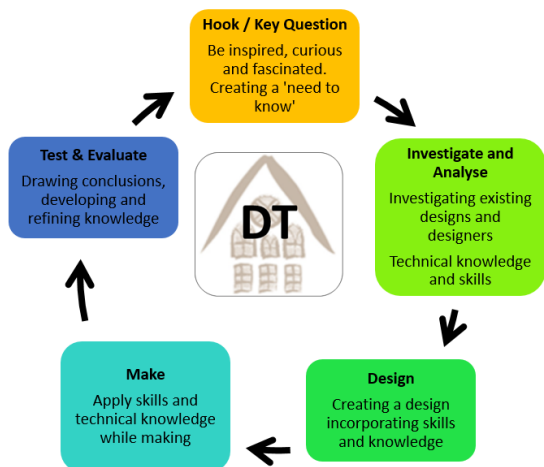 Hook / Key Question
Be inspired, curious
and fascinated.
Creating a 'need to
know'
Investigate and
Analyse
Investigating existing
designs and
designers
Technical knowledge
and skills
Design
Creating a design
incorporating skills
and knowledge
Make
Apply skills and
technical knowledge
while making
Test & Evaluate
Drawing conclusions,
developing and
refining knowledge
DT